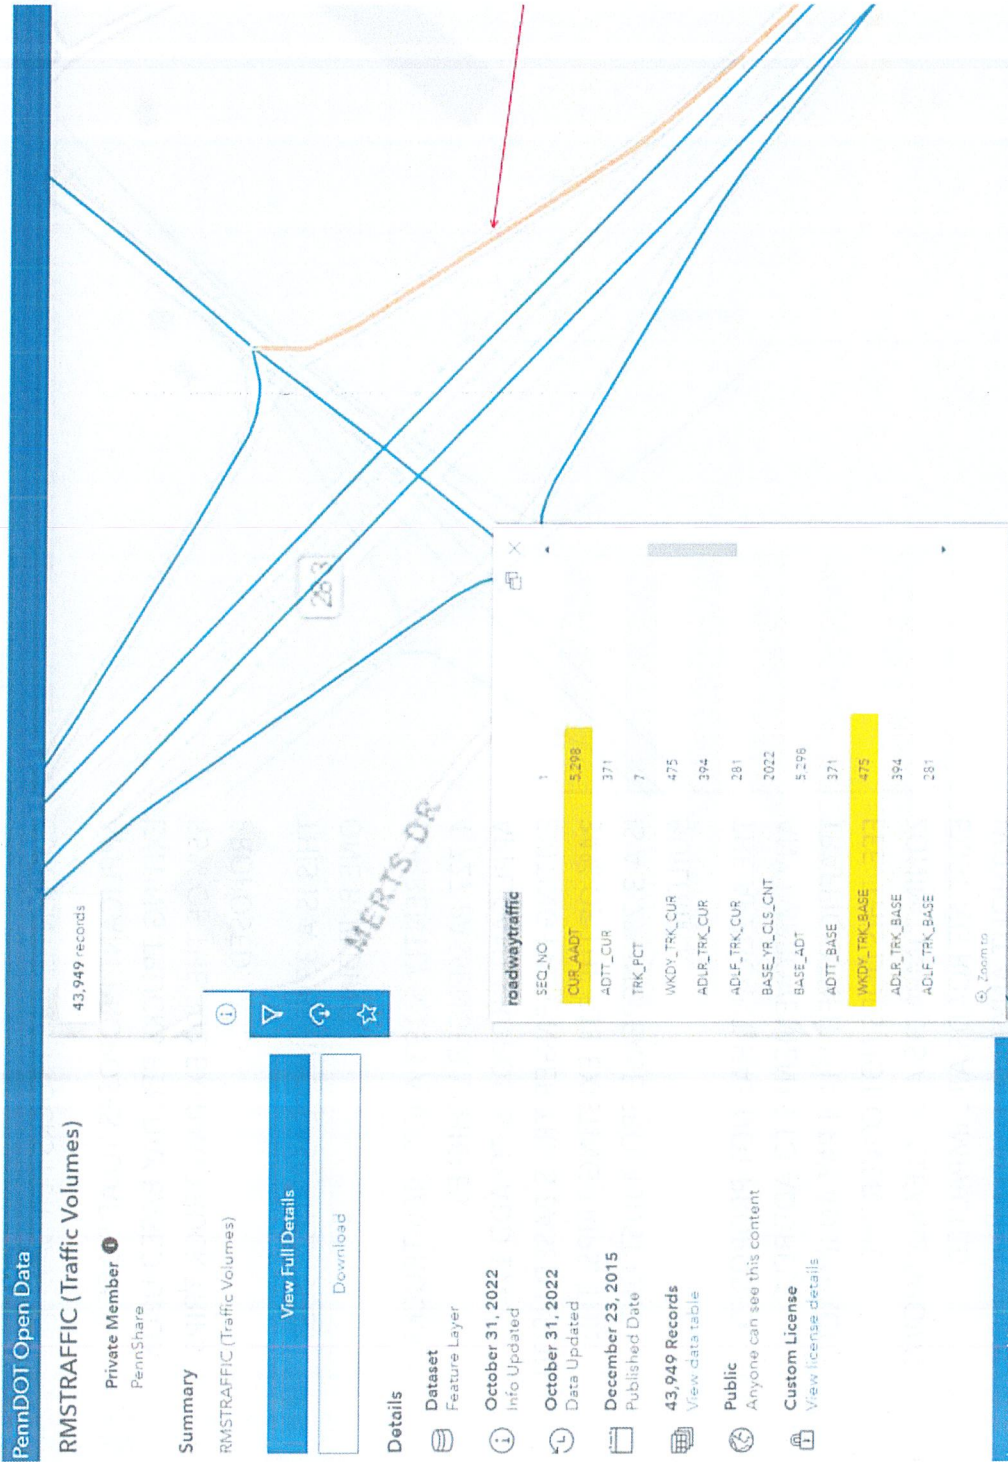 PennDOT Open Data
RMSTRAFFIC (Traffic Volumes)
Private Member
PennShare
Summary
RMSTRAFFIC (Traffic Volumes)
View Full Details
Download
Details
Dataset
Feature Layer
October 31, 2022
Info Updated
October 31, 2022
Data Updated
December 23, 2015
Published Date
43,949 Records
View data table
Public
Anyone can see this content
Custom License
View license details
43,949 records
MERTS DR
283
roadwaytraffic
SEQ_NO 1
CUR_AADT 5,298
ADTT_CUR 371
TRK_PCT 7
WKDY_TRK_CUR 475
ADLR_TRK_CUR 394
ADLF_TRK_CUR 281
BASE_YR_CLS_CNT 2022
BASE_ADT 5,298
ADTT_BASE 371
WKDY_TRK_BASE 475
ADLR_TRK_BASE 394
ADLF_TRK_BASE 281
Zoom to